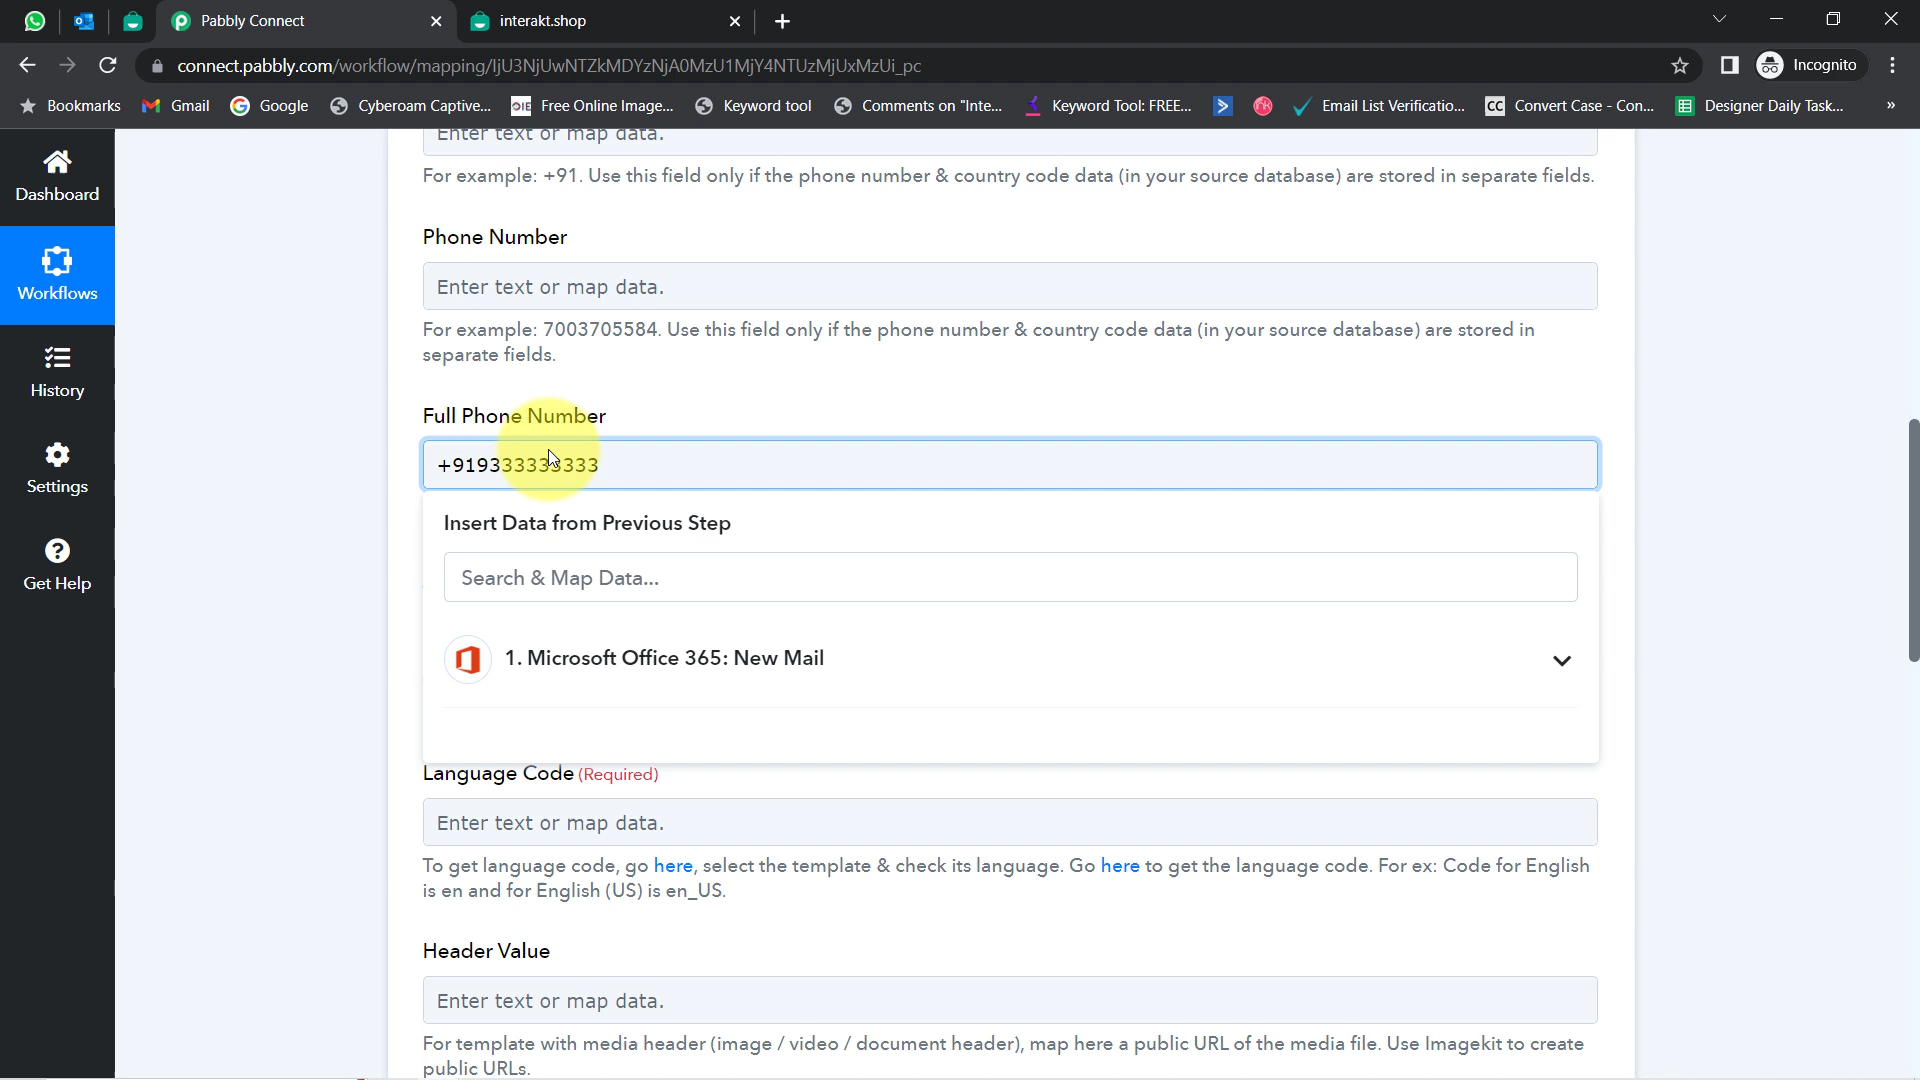 Pabbly Connect
interakt.shop
connect.pabbly.com/workflow/mapping/IjU3NjUwNTZkMDYzNjA0MzU1MjY4NTUzMjUxMzUi_pc
Incognito
Bookmarks
Gmail
Google
Cyberoam Captive...
Free Online Image...
Keyword tool
Comments on "Inte...
Keyword Tool: FREE...
Email List Verificatio...
CC Convert Case - Con...
Designer Daily Task...
»
Dashboard
Workflows
History
Settings
Get Help
Enter text or map data.
For example: +91. Use this field only if the phone number & country code data (in your source database) are stored in separate fields.
Phone Number
Enter text or map data.
For example: 7003705584. Use this field only if the phone number & country code data (in your source database) are stored in
separate fields.
Full Phone Number
+919333333333
Insert Data from Previous Step
Search & Map Data...
1. Microsoft Office 365: New Mail
Language Code (Required)
Enter text or map data.
To get language code, go here, select the template & check its language. Go here to get the language code. For ex: Code for English
is en and for English (US) is en_US.
Header Value
Enter text or map data.
For template with media header (image / video / document header), map here a public URL of the media file. Use Imagekit to create
public URLs.